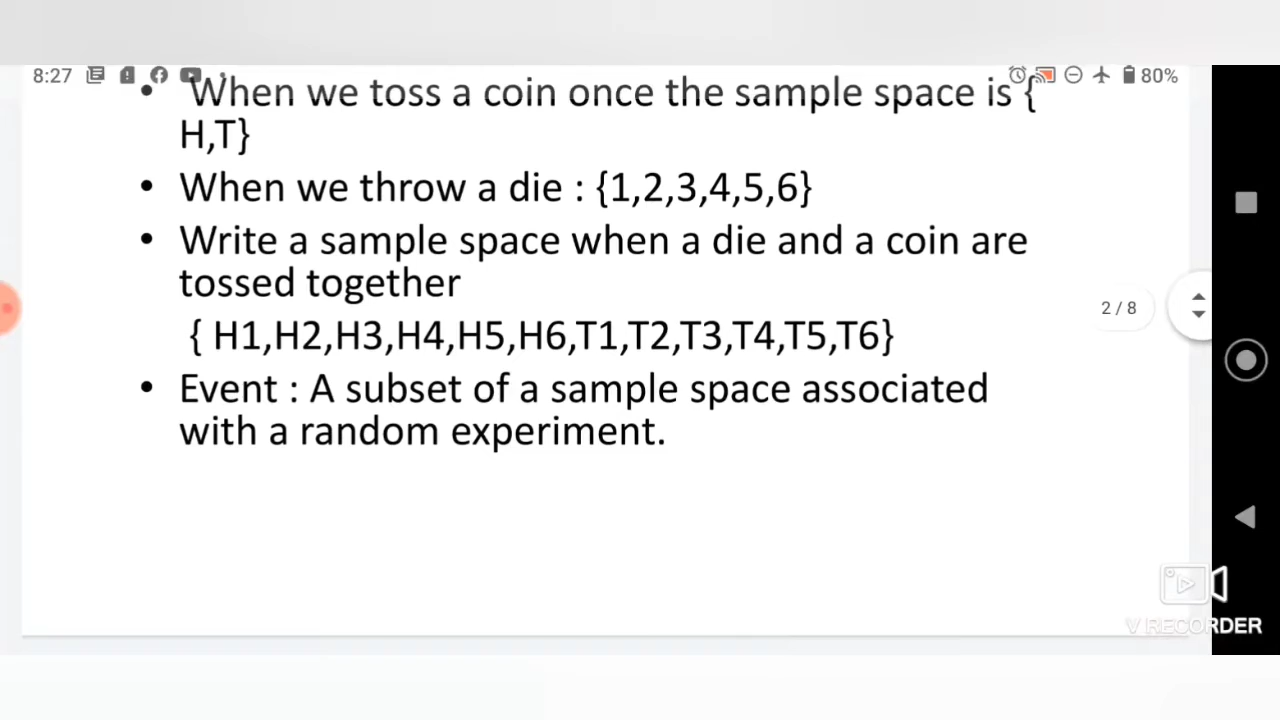 8:27 80%
• When we toss a coin once the sample space is {
H,T}
• When we throw a die : {1,2,3,4,5,6}
• Write a sample space when a die and a coin are
tossed together
2 / 8
{ H1,H2,H3,H4,H5,H6,T1,T2,T3,T4,T5,T6}
• Event : A subset of a sample space associated
with a random experiment.
V RECORDER